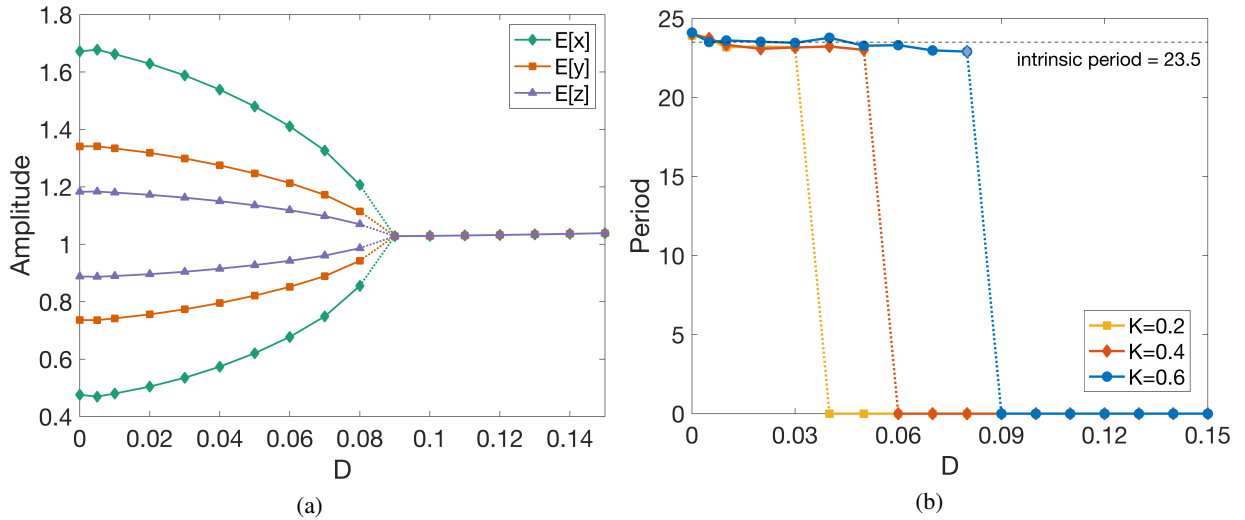 1.8
1.6
1.4
1.2
1
0.8
0.6
0.4
Amplitude
E[x]
E[y]
E[z]
0 0.02 0.04 0.06 0.08 0.1 0.12 0.14
D
(a)
25
20
15
10
5
0
Period
intrinsic period = 23.5
K=0.2
K=0.4
K=0.6
0 0.03 0.06 0.09 0.12 0.15
D
(b)